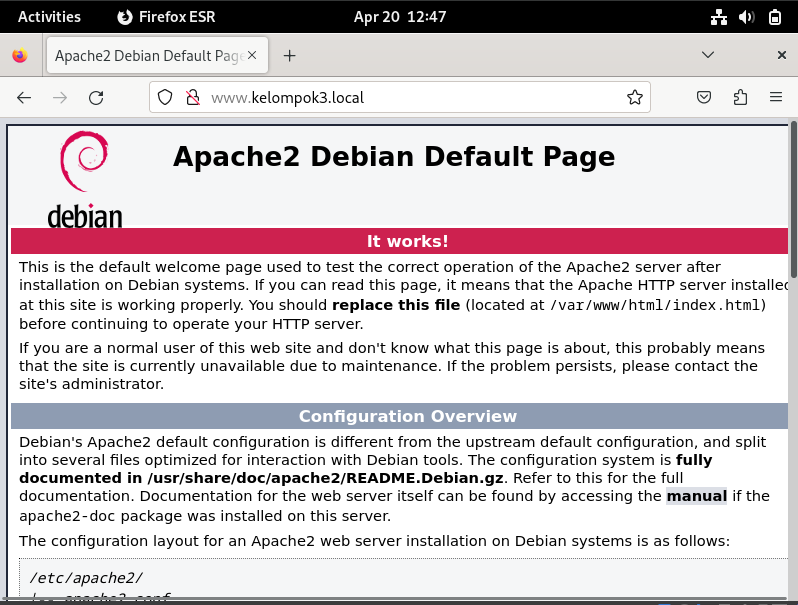 Activities Firefox ESR Apr 20 12:47
Apache2 Debian Default Page
www.kelompok3.local
debian
Apache2 Debian Default Page
It works!
This is the default welcome page used to test the correct operation of the Apache2 server after
installation on Debian systems. If you can read this page, it means that the Apache HTTP server installed
at this site is working properly. You should replace this file (located at /var/www/html/index.html)
before continuing to operate your HTTP server.
If you are a normal user of this web site and don't know what this page is about, this probably means
that the site is currently unavailable due to maintenance. If the problem persists, please contact the
site's administrator.
Configuration Overview
Debian's Apache2 default configuration is different from the upstream default configuration, and split
into several files optimized for interaction with Debian tools. The configuration system is fully
documented in /usr/share/doc/apache2/README.Debian.gz. Refer to this for the full
documentation. Documentation for the web server itself can be found by accessing the manual if the
apache2-doc package was installed on this server.
The configuration layout for an Apache2 web server installation on Debian systems is as follows:
/etc/apache2/
|-- apache2.conf